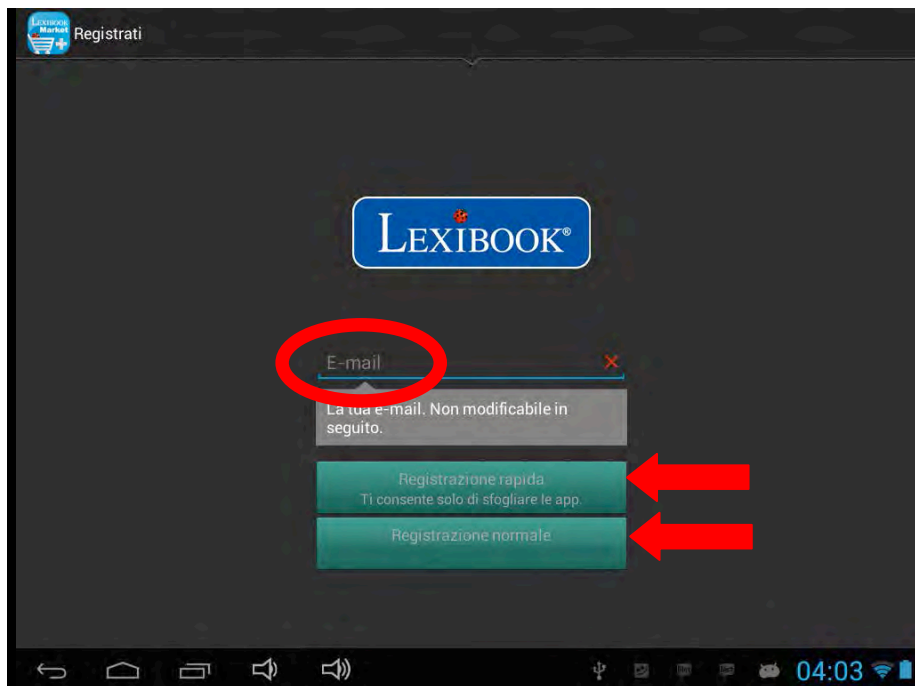 LEXIBOOK
Market
Registrati
LEXIBOOK®
E-mail
La tua e-mail. Non modificabile in
seguito.
Registrazione rapida
Ti consente solo di sfogliare le app.
Registrazione normale
04:03